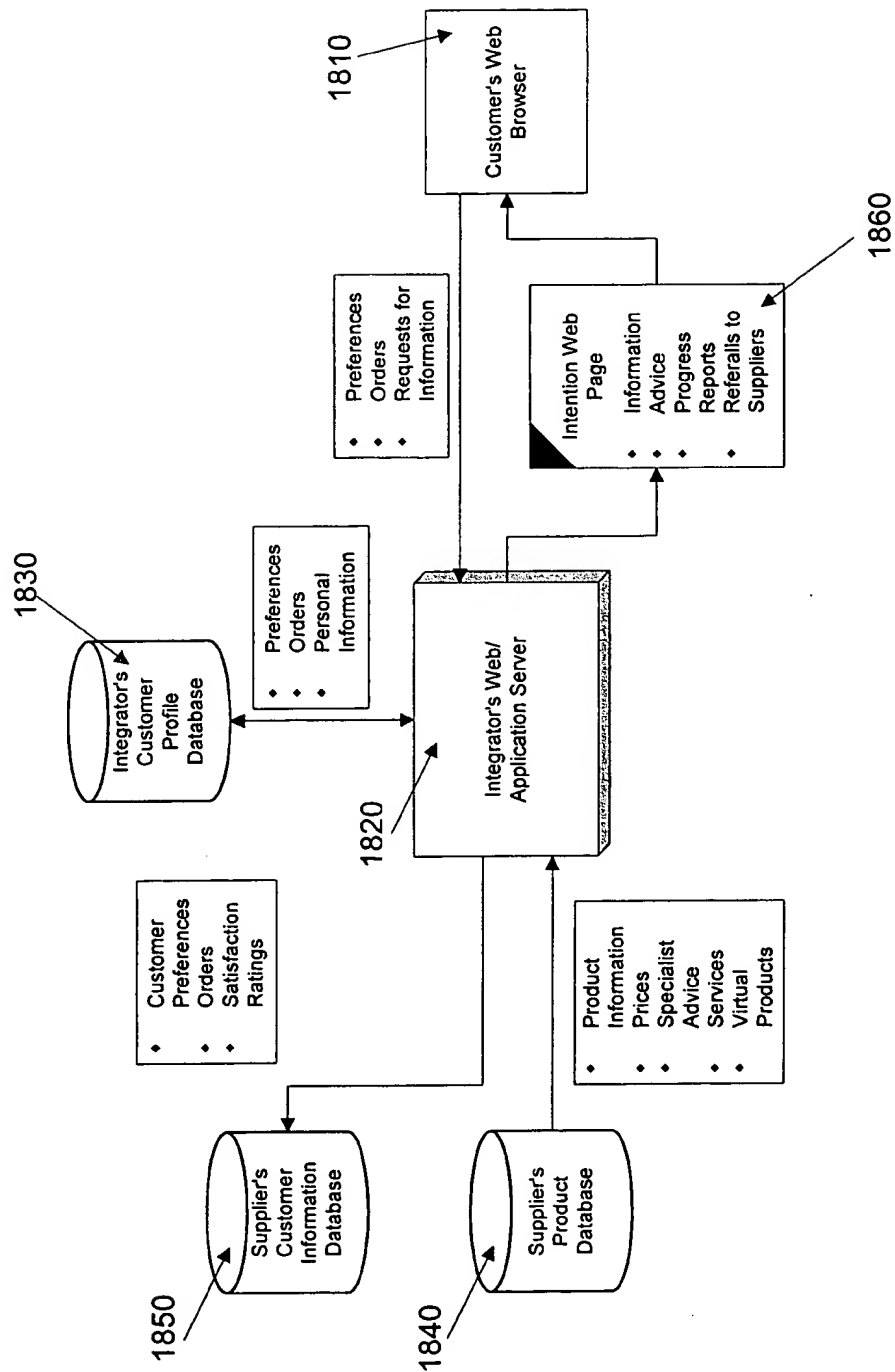 1830
Integrator's
Customer
Profile
Database
1850
Supplier's
Customer
Information
Database
◆ Customer
Preferences
◆ Orders
◆ Satisfaction
Ratings
◆ Preferences
◆ Orders
◆ Personal
Information
◆ Preferences
◆ Orders
◆ Requests for
Information
1810
Customer's Web
Browser
1820
Integrator's Web/
Application Server
1840
Supplier's
Product
Database
◆ Product
Information
◆ Prices
◆ Specialist
Advice
◆ Services
◆ Virtual
Products
Intention Web
Page
◆ Information
◆ Advice
◆ Progress
Reports
◆ Referalls to
Suppliers
1860